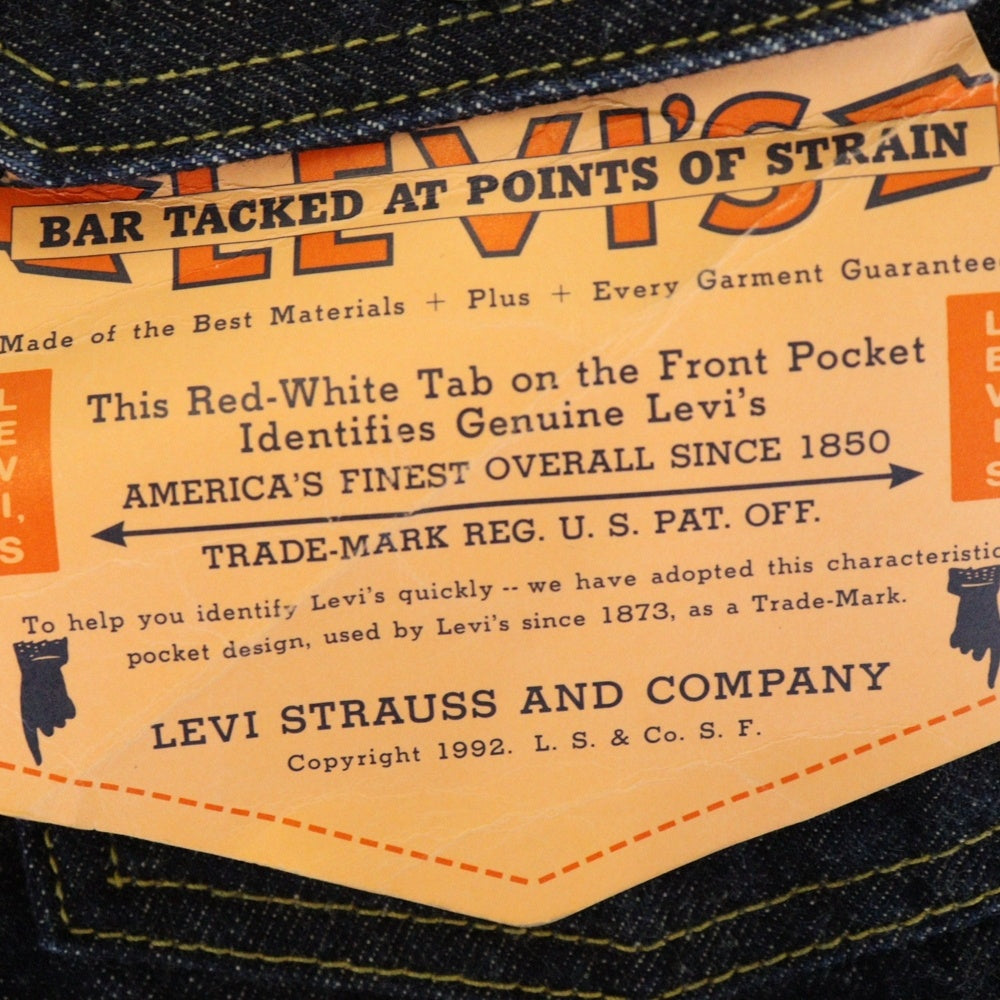 LEVI'S
BAR TACKED AT POINTS OF STRAIN
Made of the Best Materials + Plus + Every Garment Guarantee
LEVI'S
This Red-White Tab on the Front Pocket
Identifies Genuine Levi's
LEVI'S
AMERICA'S FINEST OVERALL SINCE 1850
TRADE-MARK REG. U. S. PAT. OFF.
To help you identify Levi's quickly -- we have adopted this characteristic
pocket design, used by Levi's since 1873, as a Trade-Mark.
LEVI STRAUSS AND COMPANY
Copyright 1992. L. S. & Co. S. F.